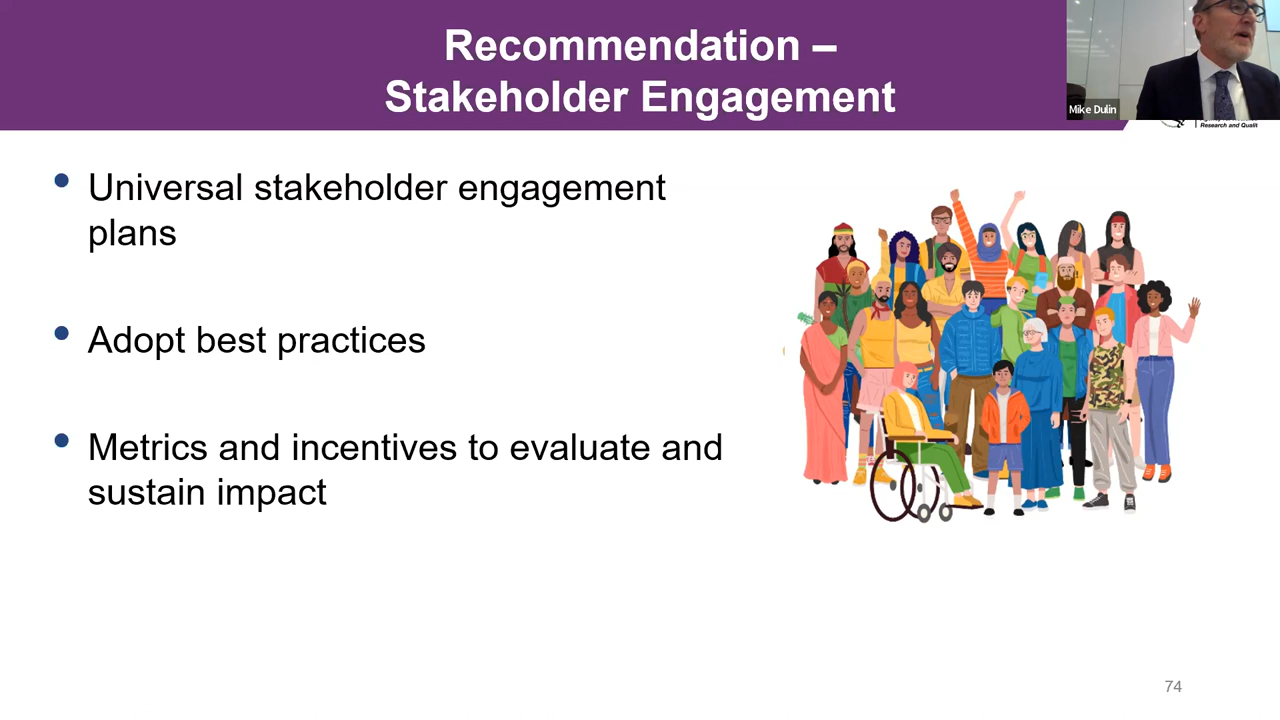 Recommendation –
Stakeholder Engagement
Mike Dulin
Research and Qualit
• Universal stakeholder engagement
plans
• Adopt best practices
• Metrics and incentives to evaluate and
sustain impact
74